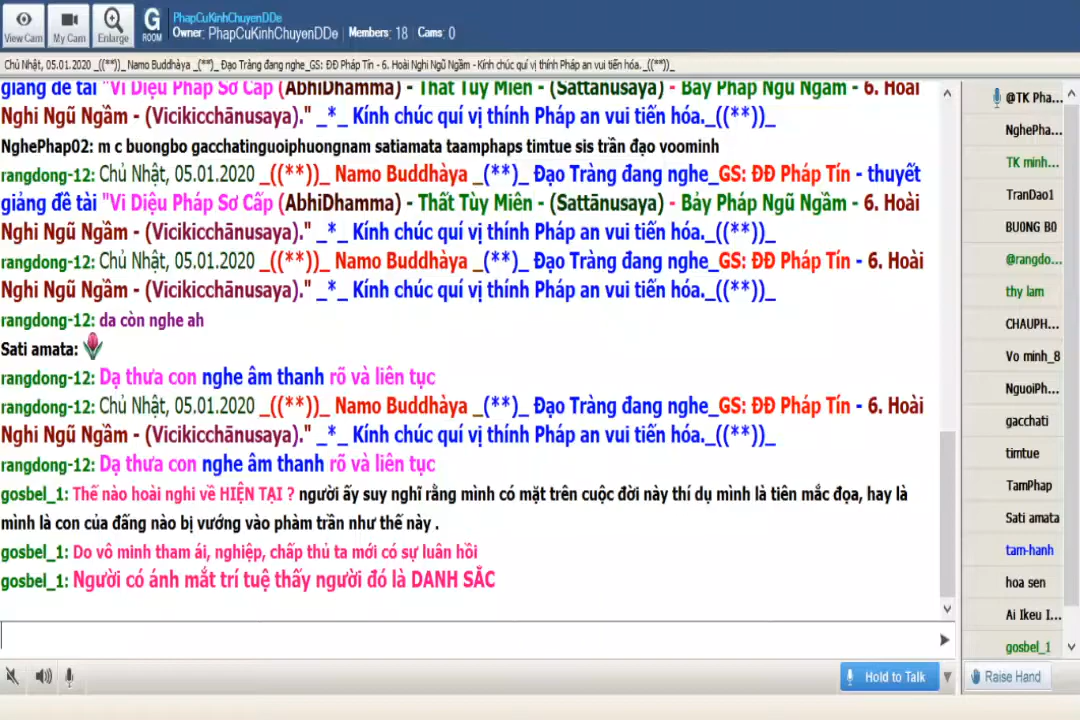 View Cam
My Cam
Enlarge
G ROOM
PhapCuKinhChuyenDDe
Owner: PhapCuKinhChuyenDDe Members: 18 Cams: 0
Chủ Nhật, 05.01.2020 _((**))_ Namo Buddhàya _(**)_ Đạo Tràng đang nghe_GS: ĐĐ Pháp Tín - 6. Hoài Nghi Ngũ Ngầm - Kính chúc quí vị thính Pháp an vui tiến hóa._((**))_
giảng đề tài "Vi Diệu Pháp Sơ Cấp (AbhiDhamma) - Thất Tùy Miên - (Sattānusaya) - Bảy Pháp Ngũ Ngầm - 6. Hoài
Nghi Ngũ Ngầm - (Vicikicchānusaya)." _*_ Kính chúc quí vị thính Pháp an vui tiến hóa._((**))_
NghePhap02: m c buongbo gacchatinguoiphuongnam satiamata taamphaps timtue sis trần đạo voominh
rangdong-12: Chủ Nhật, 05.01.2020 _((**))_ Namo Buddhàya _(**)_ Đạo Tràng đang nghe_GS: ĐĐ Pháp Tín - thuyết
giảng đề tài "Vi Diệu Pháp Sơ Cấp (AbhiDhamma) - Thất Tùy Miên - (Sattānusaya) - Bảy Pháp Ngũ Ngầm - 6. Hoài
Nghi Ngũ Ngầm - (Vicikicchānusaya)." _*_ Kính chúc quí vị thính Pháp an vui tiến hóa._((**))_
rangdong-12: Chủ Nhật, 05.01.2020 _((**))_ Namo Buddhàya _(**)_ Đạo Tràng đang nghe_GS: ĐĐ Pháp Tín - 6. Hoài
Nghi Ngũ Ngầm - (Vicikicchānusaya)." _*_ Kính chúc quí vị thính Pháp an vui tiến hóa._((**))_
rangdong-12: da còn nghe ah
Sati amata:
rangdong-12: Dạ thưa con nghe âm thanh rõ và liên tục
rangdong-12: Chủ Nhật, 05.01.2020 _((**))_ Namo Buddhàya _(**)_ Đạo Tràng đang nghe_GS: ĐĐ Pháp Tín - 6. Hoài
Nghi Ngũ Ngầm - (Vicikicchānusaya)." _*_ Kính chúc quí vị thính Pháp an vui tiến hóa._((**))_
rangdong-12: Dạ thưa con nghe âm thanh rõ và liên tục
gosbel_1: Thế nào hoài nghi về HIỆN TẠI ? người ấy suy nghĩ rằng mình có mặt trên cuộc đời này thí dụ mình là tiên mắc đọa, hay là
mình là con của đấng nào bị vướng vào phàm trần như thế này .
gosbel_1: Do vô minh tham ái, nghiệp, chấp thủ ta mới có sự luân hồi
gosbel_1: Người có ánh mắt trí tuệ thấy người đó là DANH SẮC
@TK Pha...
NghePha...
TK minh...
TranDao1
BUONG BO
@rangdo...
thy lam
CHAUPH...
Vo minh_8
NguoiPh...
gacchati
timtue
TamPhap
Sati amata
tam-hanh
hoa sen
Ai Ikeu I...
gosbel_1
Hold to Talk
Raise Hand